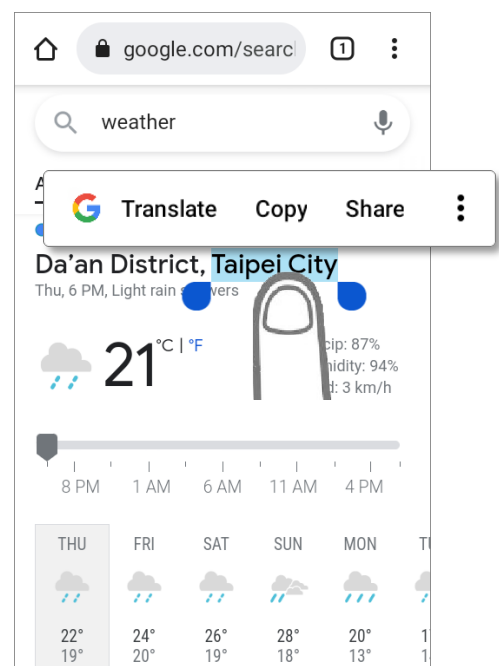 google.com/searc
1
weather
Translate Copy Share
Da’an District, Taipei City
Thu, 6 PM, Light rain
21 °C | °F
87%
94%
3 km/h
8 PM 1 AM 6 AM 11 AM 4 PM
THU FRI SAT SUN MON
22° 24° 26° 28° 20°
19° 20° 19° 18° 13°